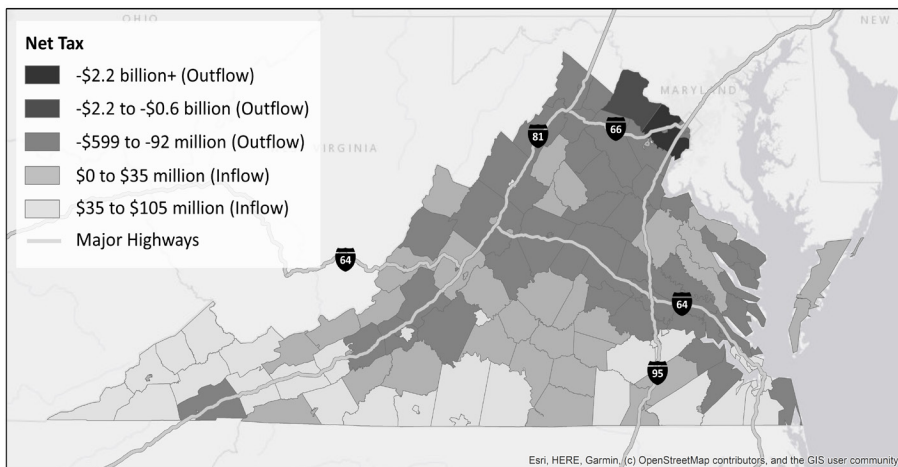 OHIO
NEW
Net Tax
-$2.2 billion+ (Outflow)
-$2.2 to -$0.6 billion (Outflow)
-$599 to -92 million (Outflow)
$0 to $35 million (Inflow)
$35 to $105 million (Inflow)
Major Highways
MARYLAND
VIRGINIA
81
66
64
64
95
Esri, HERE, Garmin, (c) OpenStreetMap contributors, and the GIS user community